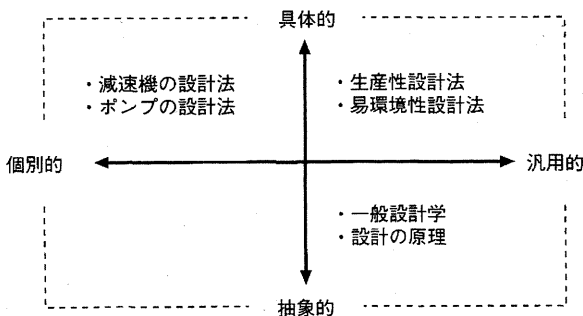 具体的
・減速機の設計法
・ポンプの設計法
・生産性設計法
・易環境性設計法
個別的
汎用的
・一般設計学
・設計の原理
抽象的